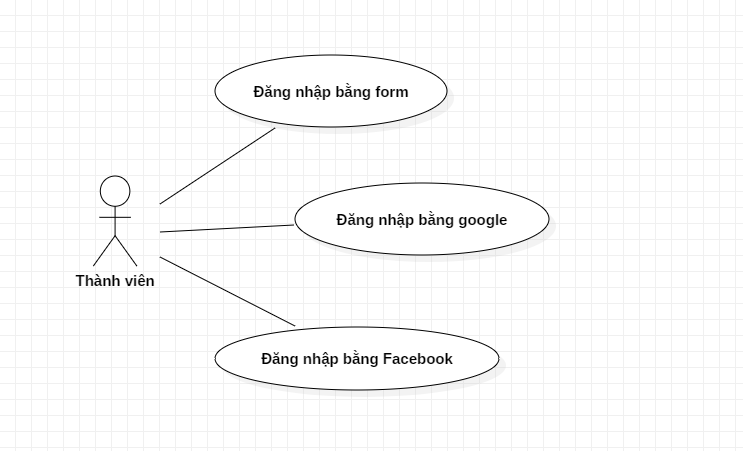 Đăng nhập bằng form
Đăng nhập bằng google
Thành viên
Đăng nhập bằng Facebook